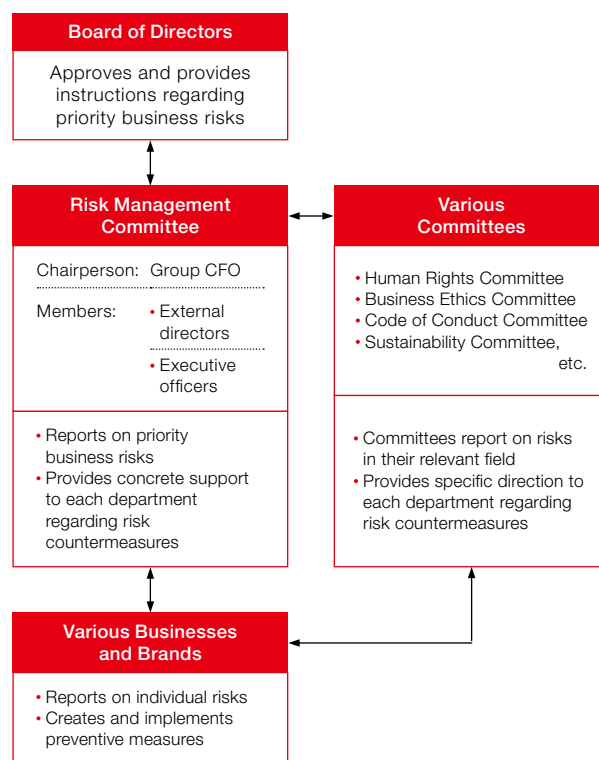 Board of Directors
Approves and provides
instructions regarding
priority business risks
Risk Management
Committee
Chairperson: Group CFO
Members: • External
directors
• Executive
officers
• Reports on priority
business risks
• Provides concrete support
to each department
regarding risk
countermeasures
Various
Committees
• Human Rights Committee
• Business Ethics Committee
• Code of Conduct Committee
• Sustainability Committee,
etc.
• Committees report on risks
in their relevant field
• Provides specific direction to
each department regarding
risk countermeasures
Various Businesses
and Brands
• Reports on individual risks
• Creates and implements
preventive measures